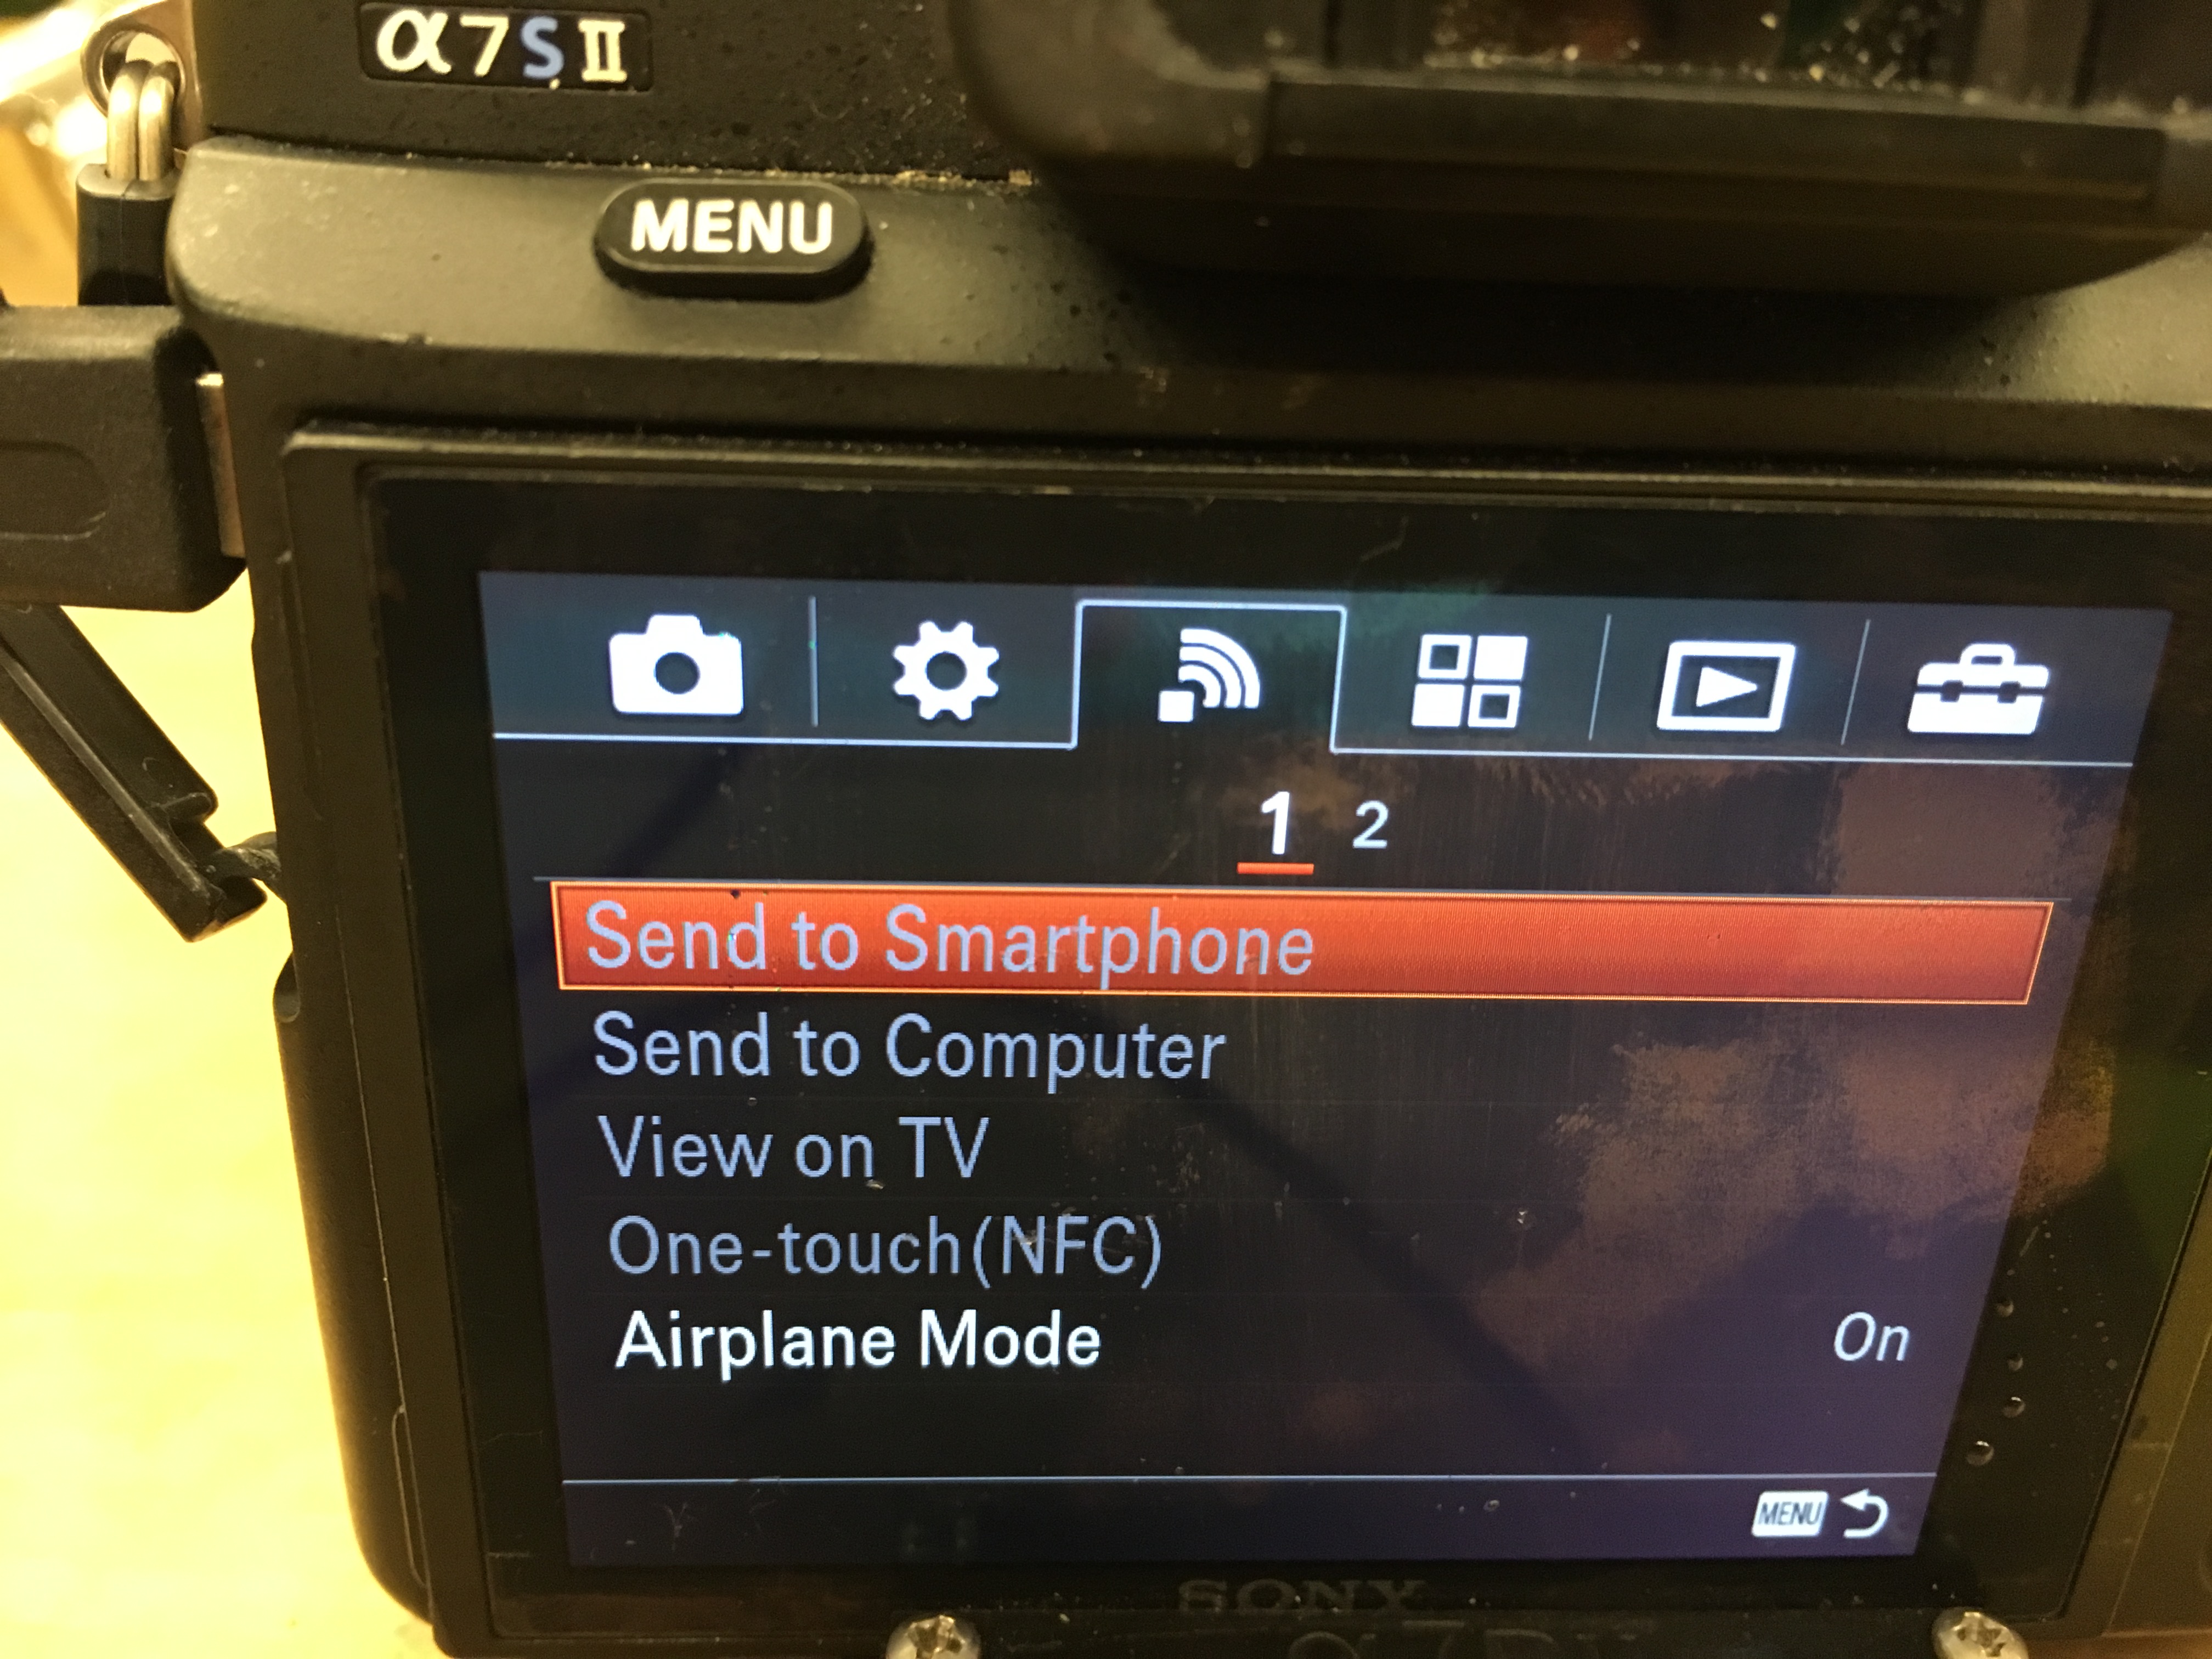 α7SII
MENU
1 2
Send to Smartphone
Send to Computer
View on TV
One-touch(NFC)
Airplane Mode On
MENU
SONY